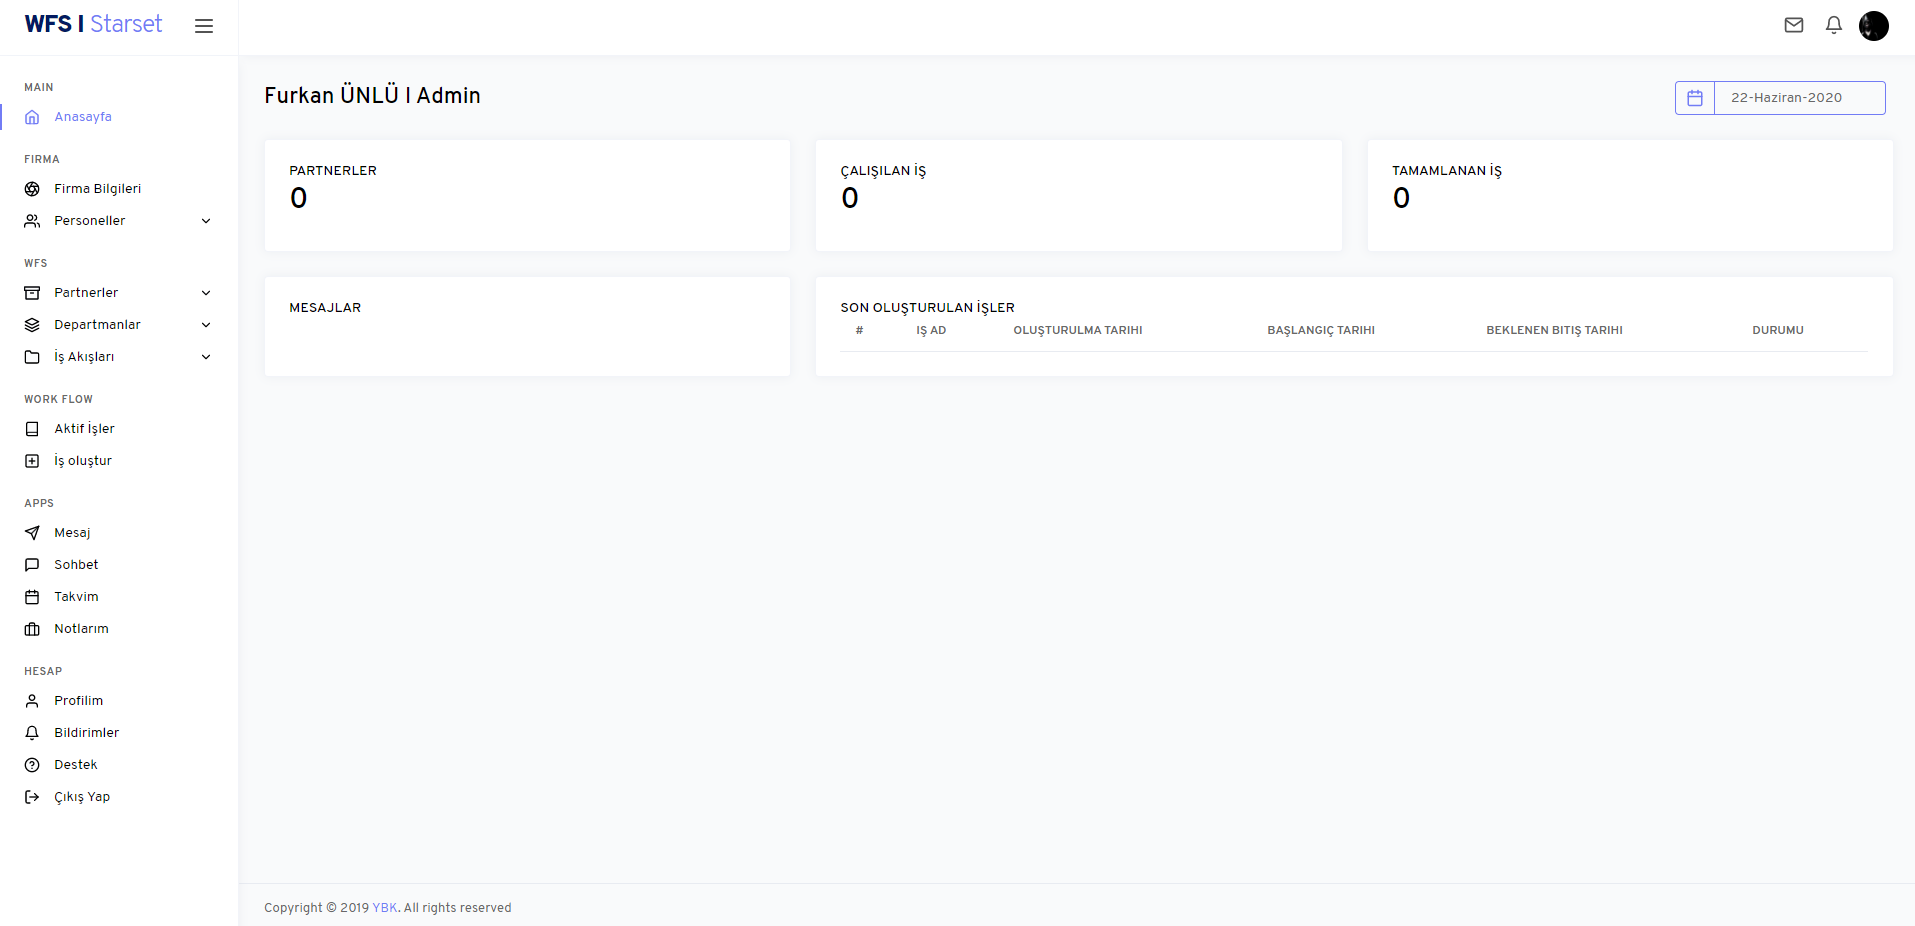 WFS I Starset
MAIN
Anasayfa
FIRMA
Firma Bilgileri
Personeller
WFS
Partnerler
Departmanlar
İş Akışları
WORK FLOW
Aktif İşler
İş oluştur
APPS
Mesaj
Sohbet
Takvim
Notlarım
HESAP
Profilim
Bildirimler
Destek
Çıkış Yap
Furkan ÜNLÜ I Admin
22-Haziran-2020
PARTNERLER
0
ÇALIŞILAN İŞ
0
TAMAMLANAN İŞ
0
MESAJLAR
SON OLUŞTURULAN İŞLER
# IŞ AD OLUŞTURULMA TARIHI BAŞLANGIÇ TARIHI BEKLENEN BITIŞ TARIHI DURUMU
Copyright © 2019 YBK. All rights reserved